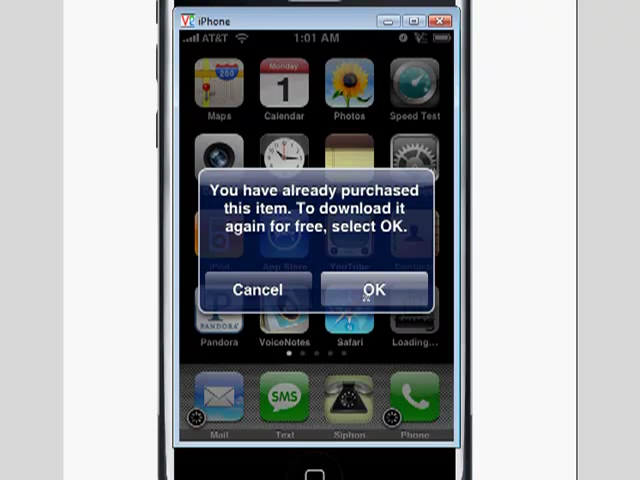 iPhone
AT&T 1:01 AM
280 Monday
1
Maps Calendar Photos Speed Test
You have already purchased
this item. To download it
again for free, select OK.
iPod App Store YouTube
Cancel OK
P
PANDORA
Pandora VoiceNotes Safari Loading...
SMS
Mail Text Siphon Phone